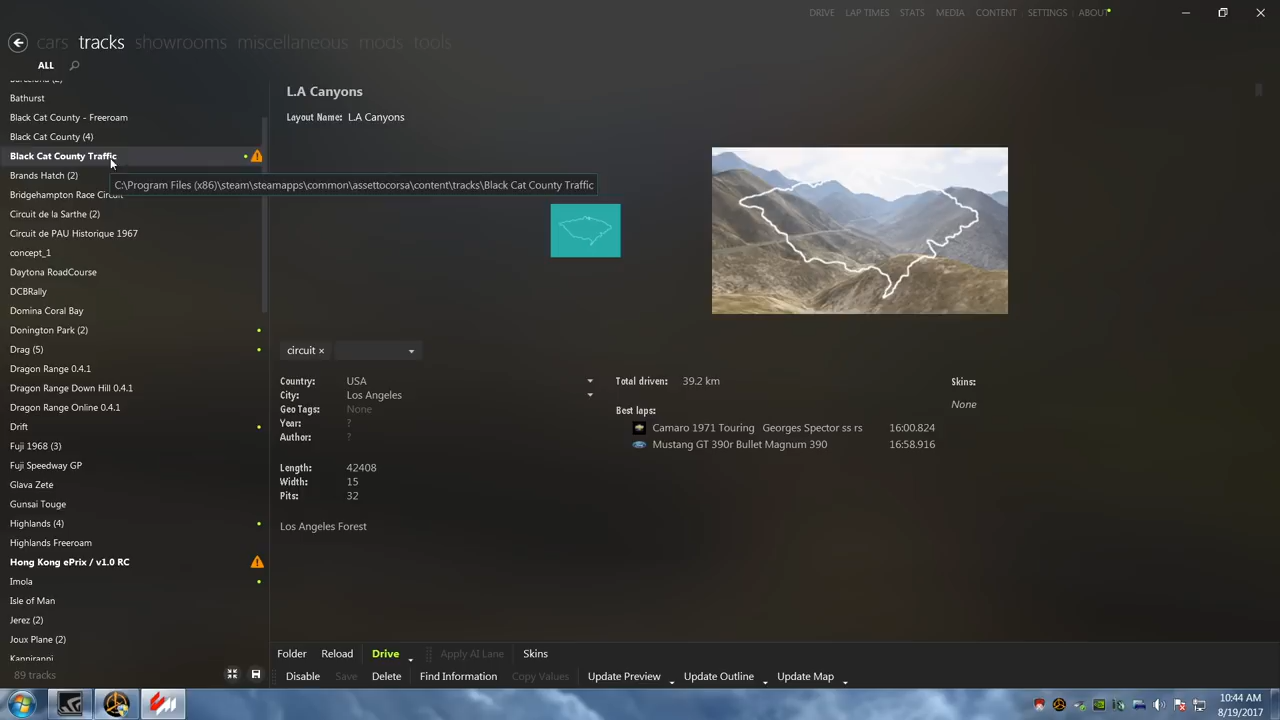 DRIVE LAP TIMES STATS MEDIA CONTENT SETTINGS ABOUT
cars tracks showrooms miscellaneous mods tools
ALL
Barcelona (2)
Bathurst
Black Cat County - Freeroam
Black Cat County (4)
Black Cat County Traffic
Brands Hatch (2)
C:\Program Files (x86)\steam\steamapps\common\assettocorsa\content\tracks\Black Cat County Traffic
Bridgehampton Race Circuit
Circuit de la Sarthe (2)
Circuit de PAU Historique 1967
concept_1
Daytona RoadCourse
DCBRally
Domina Coral Bay
Donington Park (2)
Drag (5)
Dragon Range 0.4.1
Dragon Range Down Hill 0.4.1
Dragon Range Online 0.4.1
Drift
Fuji 1968 (3)
Fuji Speedway GP
Glava Zete
Gunsai Touge
Highlands (4)
Highlands Freeroam
Hong Kong ePrix / v1.0 RC
Imola
Isle of Man
Jerez (2)
Joux Plane (2)
Kanniranni
89 tracks
L.A Canyons
Layout Name: L.A Canyons
circuit ×
Country: USA
City: Los Angeles
Geo Tags: None
Year: ?
Author: ?
Length: 42408
Width: 15
Pits: 32
Los Angeles Forest
Total driven: 39.2 km
Best laps:
Camaro 1971 Touring Georges Spector ss rs 16:00.824
Mustang GT 390r Bullet Magnum 390 16:58.916
Skins:
None
Folder Reload Drive Apply AI Lane Skins
Disable Save Delete Find Information Copy Values Update Preview Update Outline Update Map
10:44 AM
8/19/2017